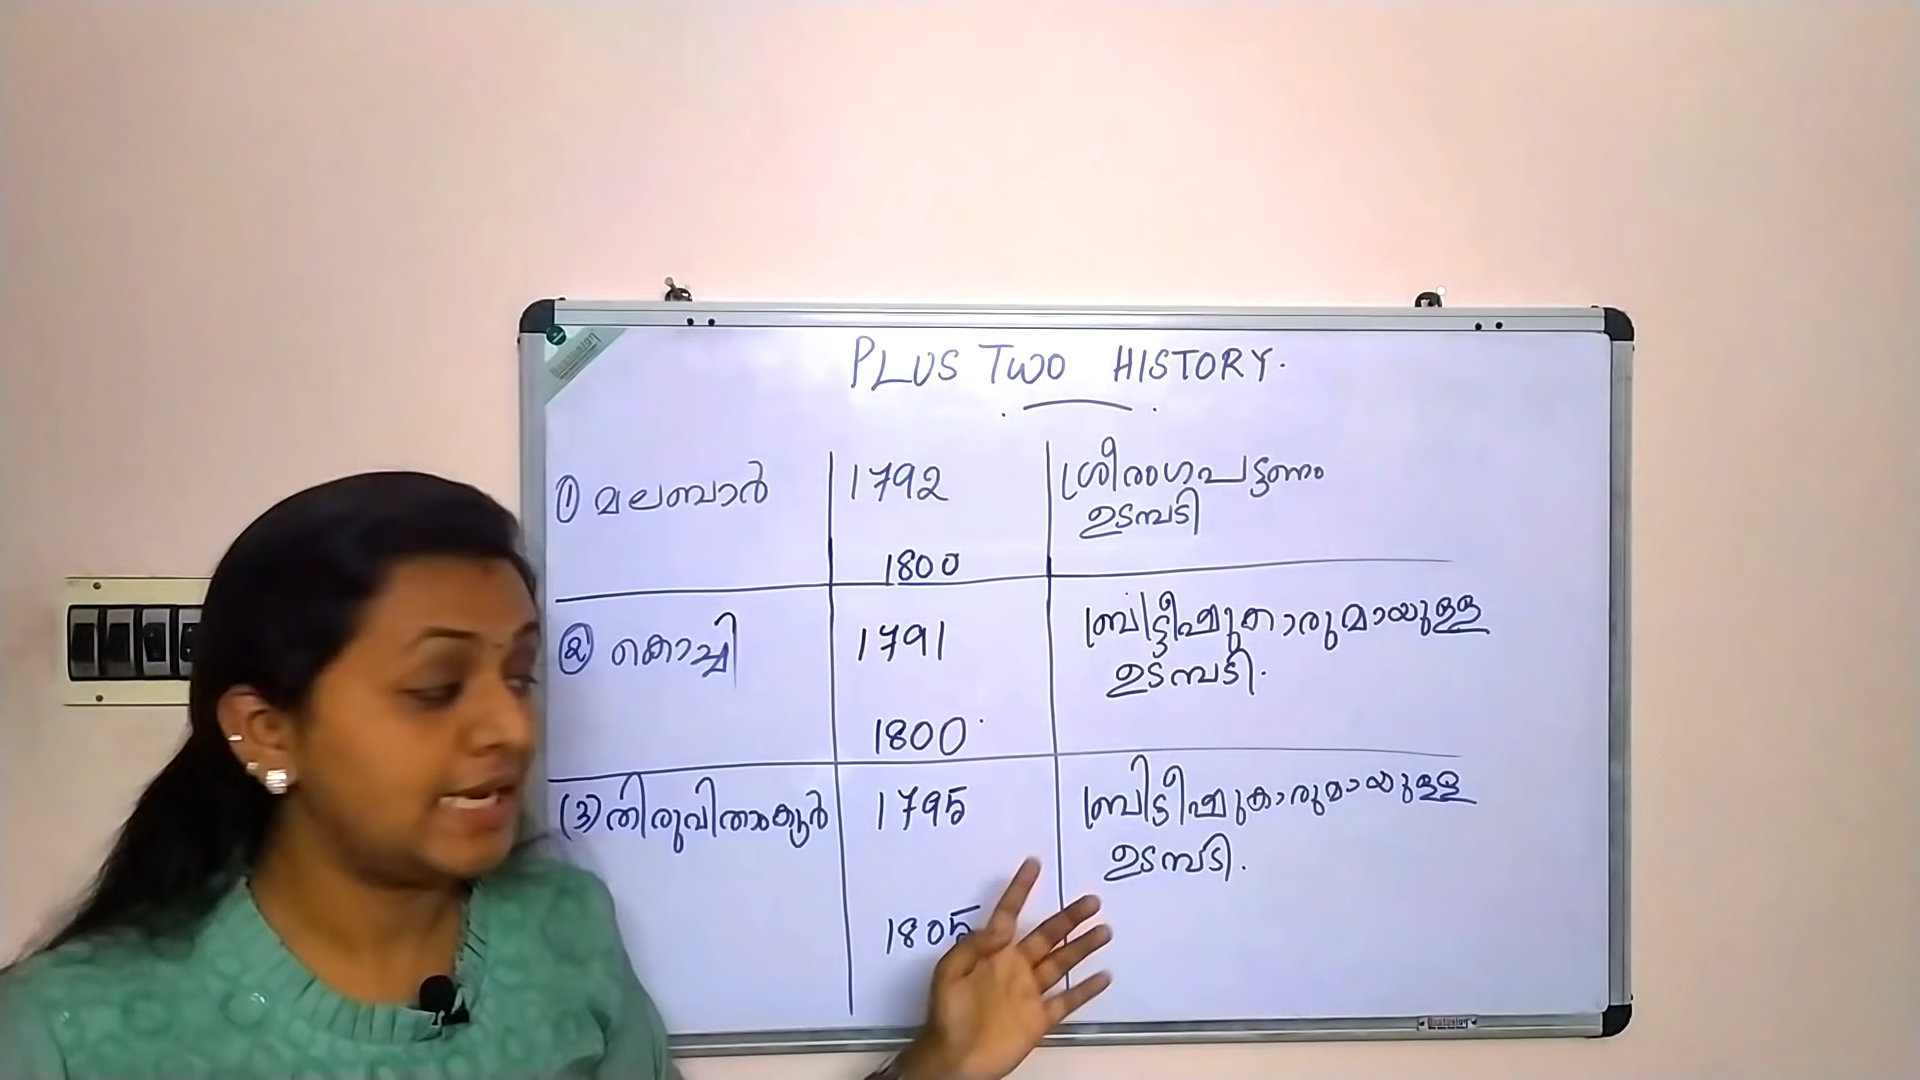 PLUS TWO HISTORY.
① മലബാർ 1792 ശ്രീരംഗപട്ടണം
ഉടമ്പടി
1800
② കൊച്ചി 1791 ബ്രിട്ടീഷുകാരുമായുള്ള
ഉടമ്പടി.
1800
(3) തിരുവിതാംകൂർ 1795 ബ്രിട്ടീഷുകാരുമായുള്ള
ഉടമ്പടി.
1805